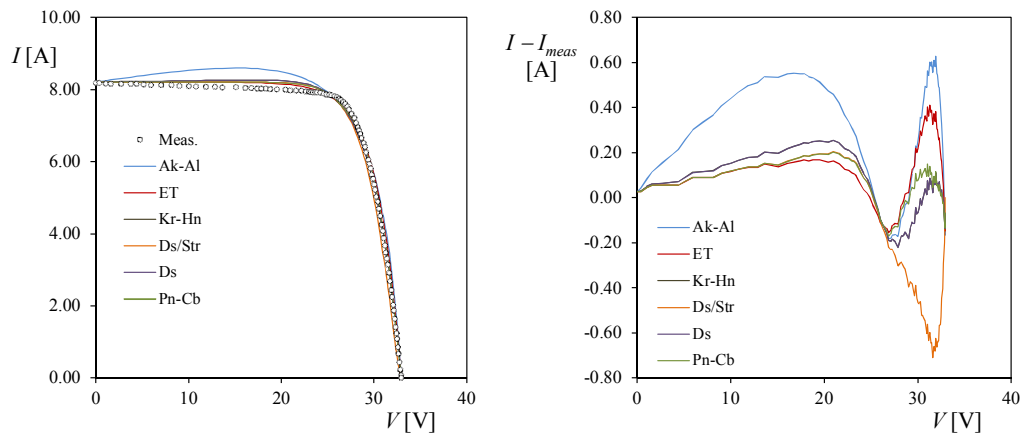 10.00
I [A]
8.00
6.00
4.00
2.00
0.00
Meas.
Ak-Al
ET
Kr-Hn
Ds/Str
Ds
Pn-Cb
0
10
20
30
40
V [V]
0.80
I – Imeas
[A]
0.60
0.40
0.20
0.00
-0.20
-0.40
-0.60
-0.80
Ak-Al
ET
Kr-Hn
Ds/Str
Ds
Pn-Cb
0
10
20
30
40
V [V]